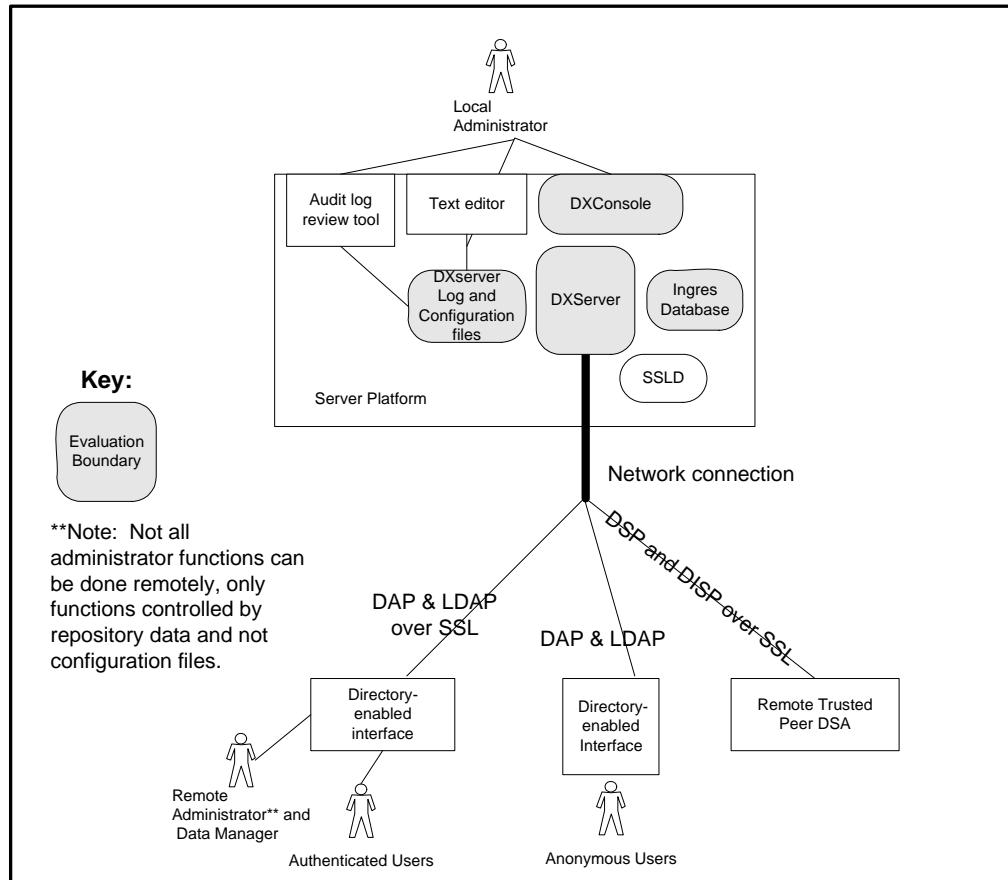 Local
Administrator
Audit log
review tool
Text editor
DXConsole
DXserver
Log and
Configuration
files
DXServer
Ingres
Database
SSLD
Server Platform
Key:
Evaluation
Boundary
**Note:  Not all
administrator functions can
be done remotely, only
functions controlled by
repository data and not
configuration files.
Network connection
DAP & LDAP
over SSL
DAP & LDAP
DSP and DISP over SSL
Directory-
enabled
interface
Directory-
enabled
Interface
Remote Trusted
Peer DSA
Remote
Administrator** and
Data Manager
Authenticated Users
Anonymous Users